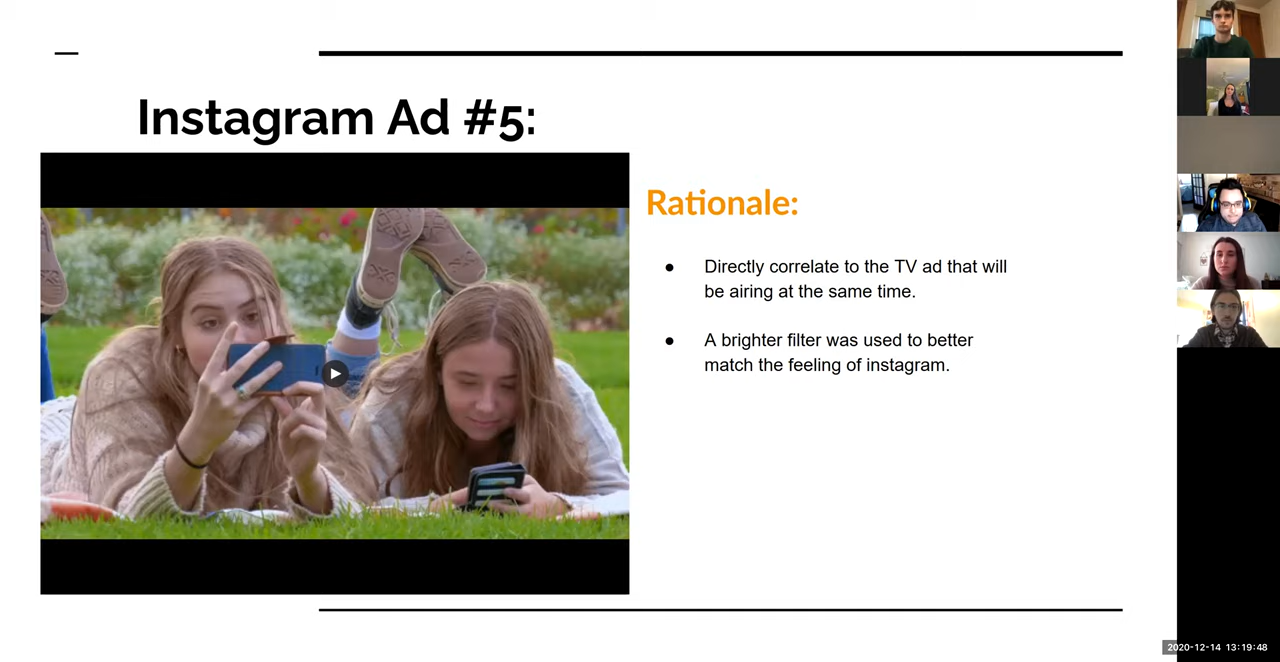 Instagram Ad #5:
Rationale:
● Directly correlate to the TV ad that will
be airing at the same time.
● A brighter filter was used to better
match the feeling of instagram.
2020-12-14 13:19:48